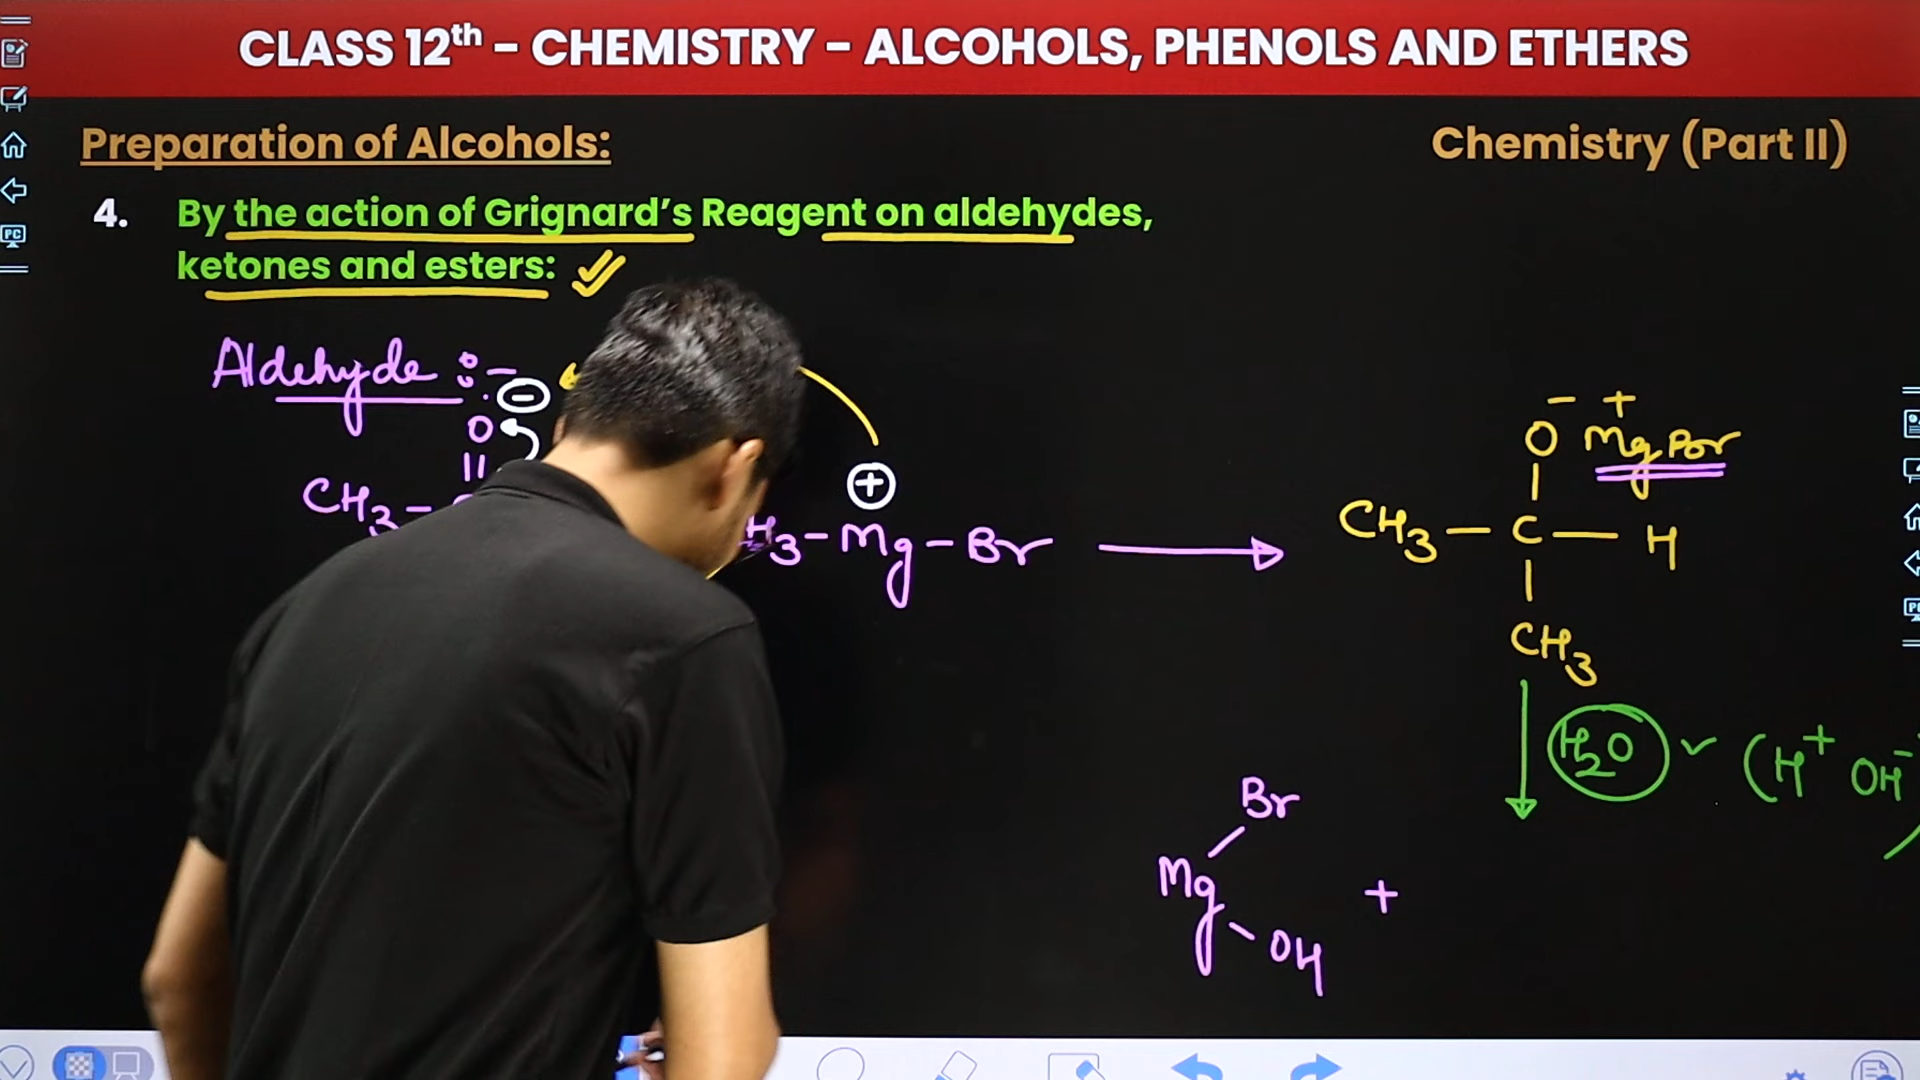 CLASS 12th – CHEMISTRY – ALCOHOLS, PHENOLS AND ETHERS
Preparation of Alcohols:
Chemistry (Part II)
4. By the action of Grignard's Reagent on aldehydes,
ketones and esters:
Aldehyde
−
O
CH3 –
+
H3 – Mg – Br
O− +MgBr
CH3 – C – H
CH3
H2O (H+ OH−
Br
Mg
OH
+